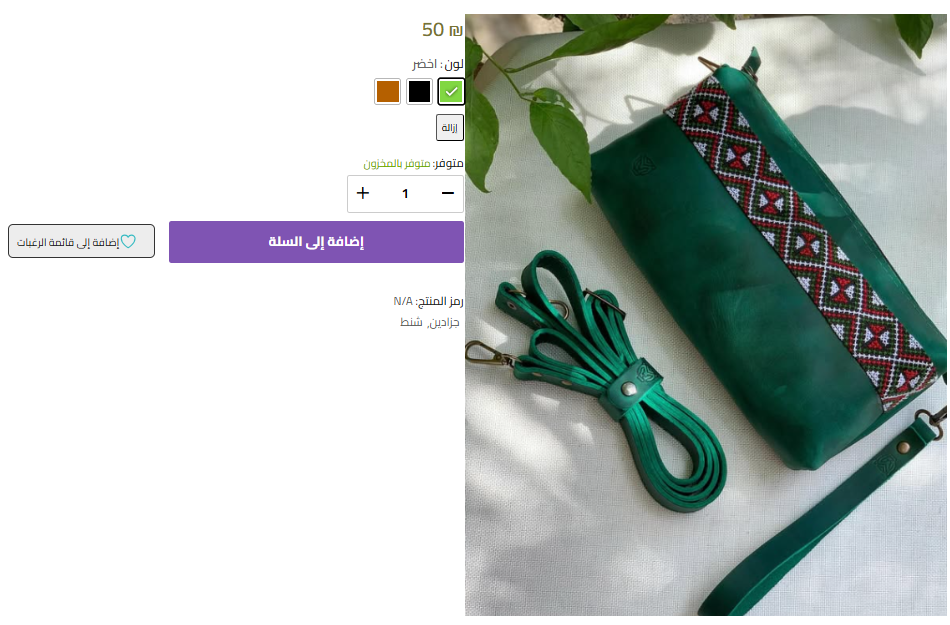 50 ₪
لون : اخضر
إزالة
متوفر: متوفر بالمخزون
+ 1 −
إضافة إلى السلة
إضافة إلى قائمة الرغبات
رمز المنتج: N/A
جزادين, شنط